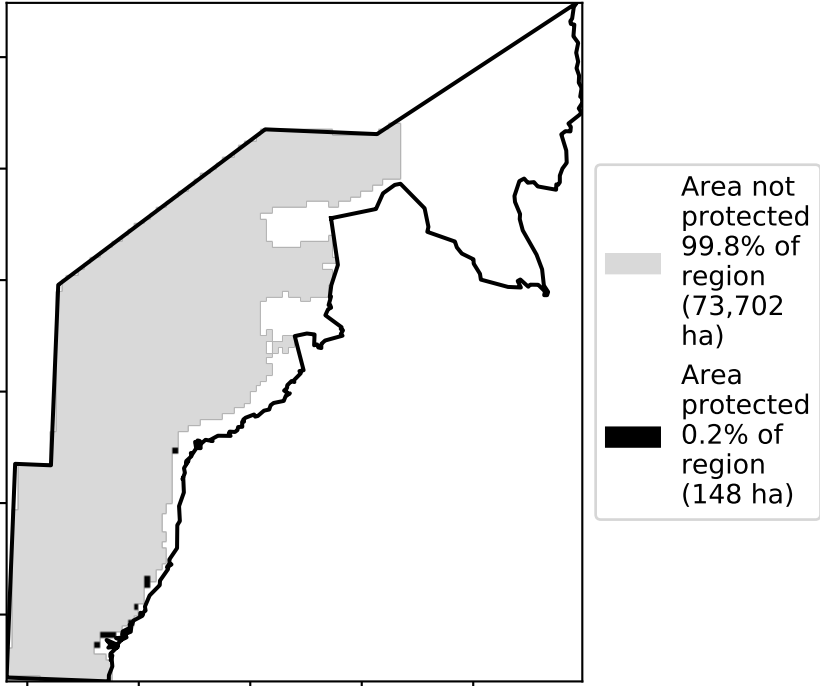 Area not
protected
99.8% of
region
(73,702
ha)
Area
protected
0.2% of
region
(148 ha)